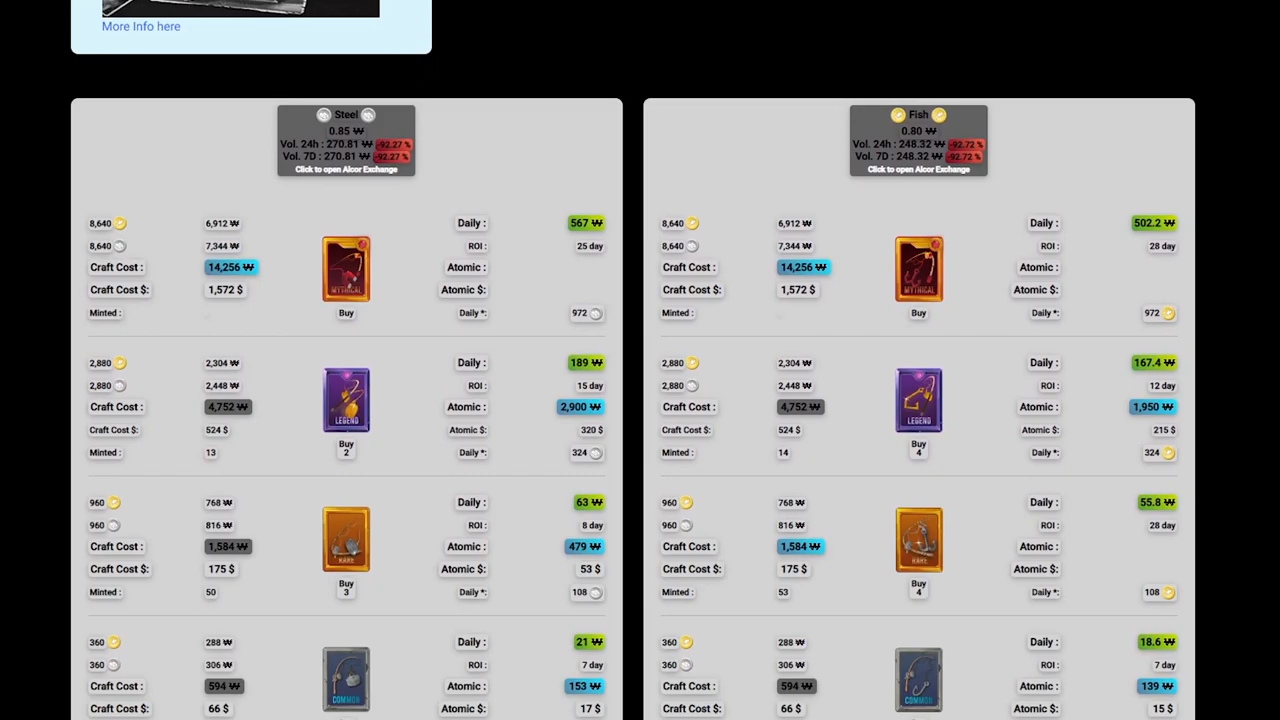 More Info here
Steel
0.85 ₩
Vol. 24h : 270.81 ₩ -92.27 %
Vol. 7D : 270.81 ₩ -92.27 %
Click to open Alcor Exchange
8,640 6,912 ₩ Daily : 567 ₩
8,640 7,344 ₩ ROI : 25 day
Craft Cost : 14,256 ₩ MYTHICAL Atomic :
Craft Cost $: 1,572 $ Atomic $:
Minted : Buy Daily *: 972
2,880 2,304 ₩ Daily : 189 ₩
2,880 2,448 ₩ ROI : 15 day
Craft Cost : 4,752 ₩ LEGEND Atomic : 2,900 ₩
Craft Cost $: 524 $ Buy Atomic $: 320 $
Minted : 13 2 Daily *: 324
960 768 ₩ Daily : 63 ₩
960 816 ₩ ROI : 8 day
Craft Cost : 1,584 ₩ RARE Atomic : 479 ₩
Craft Cost $: 175 $ Buy Atomic $: 53 $
Minted : 50 3 Daily *: 108
360 288 ₩ Daily : 21 ₩
360 306 ₩ ROI : 7 day
Craft Cost : 594 ₩ COMMON Atomic : 153 ₩
Craft Cost $: 66 $ Atomic $: 17 $
Fish
0.80 ₩
Vol. 24h : 248.32 ₩ -92.72 %
Vol. 7D : 248.32 ₩ -92.72 %
Click to open Alcor Exchange
8,640 6,912 ₩ Daily : 502.2 ₩
8,640 7,344 ₩ ROI : 28 day
Craft Cost : 14,256 ₩ MYTHICAL Atomic :
Craft Cost $: 1,572 $ Atomic $:
Minted : Buy Daily *: 972
2,880 2,304 ₩ Daily : 167.4 ₩
2,880 2,448 ₩ ROI : 12 day
Craft Cost : 4,752 ₩ LEGEND Atomic : 1,950 ₩
Craft Cost $: 524 $ Buy Atomic $: 215 $
Minted : 14 4 Daily *: 324
960 768 ₩ Daily : 55.8 ₩
960 816 ₩ ROI : 28 day
Craft Cost : 1,584 ₩ RARE Atomic :
Craft Cost $: 175 $ Buy Atomic $:
Minted : 53 4 Daily *: 108
360 288 ₩ Daily : 18.6 ₩
360 306 ₩ ROI : 7 day
Craft Cost : 594 ₩ COMMON Atomic : 139 ₩
Craft Cost $: 66 $ Atomic $: 15 $